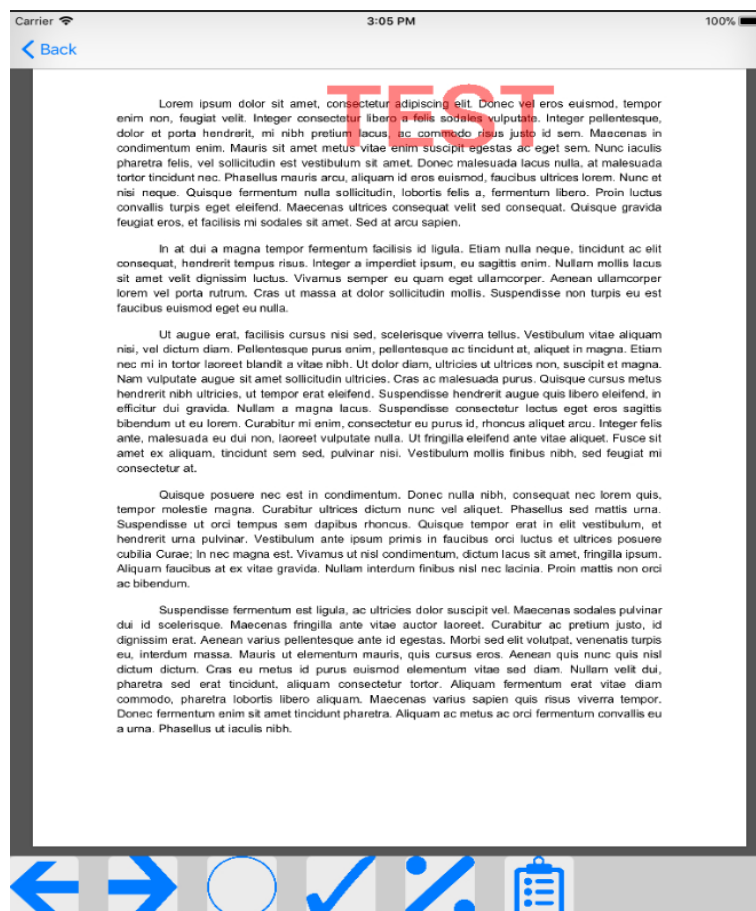 Carrier
3:05 PM
100%
Back
TEST
Lorem ipsum dolor sit amet, consectetur adipiscing elit. Donec vel eros euismod, tempor
enim non, feugiat velit. Integer consectetur libero a felis sodales vulputate. Integer pellentesque,
dolor et porta hendrerit, mi nibh pretium lacus, ac commodo risus justo id sem. Maecenas in
condimentum enim. Mauris sit amet metus vitae enim suscipit egestas ac eget sem. Nunc iaculis
pharetra felis, vel sollicitudin est vestibulum sit amet. Donec malesuada lacus nulla, at malesuada
tortor tincidunt nec. Phasellus mauris arcu, aliquam id eros euismod, faucibus ultrices lorem. Nunc et
nisi neque. Quisque fermentum nulla sollicitudin, lobortis felis a, fermentum libero. Proin luctus
convallis turpis eget eleifend. Maecenas ultrices consequat velit sed consequat. Quisque gravida
feugiat eros, et facilisis mi sodales sit amet. Sed at arcu sapien.
In at dui a magna tempor fermentum facilisis id ligula. Etiam nulla neque, tincidunt ac elit
consequat, hendrerit tempus risus. Integer a imperdiet ipsum, eu sagittis enim. Nullam mollis lacus
sit amet velit dignissim luctus. Vivamus semper eu quam eget ullamcorper. Aenean ullamcorper
lorem vel porta rutrum. Cras ut massa at dolor sollicitudin mollis. Suspendisse non turpis eu est
faucibus euismod eget eu nulla.
Ut augue erat, facilisis cursus nisi sed, scelerisque viverra tellus. Vestibulum vitae aliquam
nisi, vel dictum diam. Pellentesque purus enim, pellentesque ac tincidunt at, aliquet in magna. Etiam
nec mi in tortor laoreet blandit a vitae nibh. Ut dolor diam, ultricies ut ultrices non, suscipit et magna.
Nam vulputate augue sit amet sollicitudin ultricies. Cras ac malesuada purus. Quisque cursus metus
hendrerit nibh ultricies, ut tempor erat eleifend. Suspendisse hendrerit augue quis libero eleifend, in
efficitur dui gravida. Nullam a magna lacus. Suspendisse consectetur lectus eget eros sagittis
bibendum ut eu lorem. Curabitur mi enim, consectetur eu purus id, rhoncus aliquet arcu. Integer felis
ante, malesuada eu dui non, laoreet vulputate nulla. Ut fringilla eleifend ante vitae aliquet. Fusce sit
amet ex aliquam, tincidunt sem sed, pulvinar nisi. Vestibulum mollis finibus nibh, sed feugiat mi
consectetur at.
Quisque posuere nec est in condimentum. Donec nulla nibh, consequat nec lorem quis,
tempor molestie magna. Curabitur ultrices dictum nunc vel aliquet. Phasellus sed mattis urna.
Suspendisse ut orci tempus sem dapibus rhoncus. Quisque tempor erat in elit vestibulum, et
hendrerit urna pulvinar. Vestibulum ante ipsum primis in faucibus orci luctus et ultrices posuere
cubilia Curae; In nec magna est. Vivamus ut nisl condimentum, dictum lacus sit amet, fringilla ipsum.
Aliquam faucibus at ex vitae gravida. Nullam interdum finibus nisl nec lacinia. Proin mattis non orci
ac bibendum.
Suspendisse fermentum est ligula, ac ultricies dolor suscipit vel. Maecenas sodales pulvinar
dui id scelerisque. Maecenas fringilla ante vitae auctor laoreet. Curabitur ac pretium justo, id
dignissim erat. Aenean varius pellentesque ante id egestas. Morbi sed elit volutpat, venenatis turpis
eu, interdum massa. Mauris ut elementum mauris, quis cursus eros. Aenean quis nunc quis nisl
dictum dictum. Cras eu metus id purus euismod elementum vitae sed diam. Nullam velit dui,
pharetra sed erat tincidunt, aliquam consectetur tortor. Aliquam fermentum erat vitae diam
commodo, pharetra lobortis libero aliquam. Maecenas varius sapien quis risus viverra tempor.
Donec fermentum enim sit amet tincidunt pharetra. Aliquam ac metus ac orci fermentum convallis eu
a urna. Phasellus ut iaculis nibh.